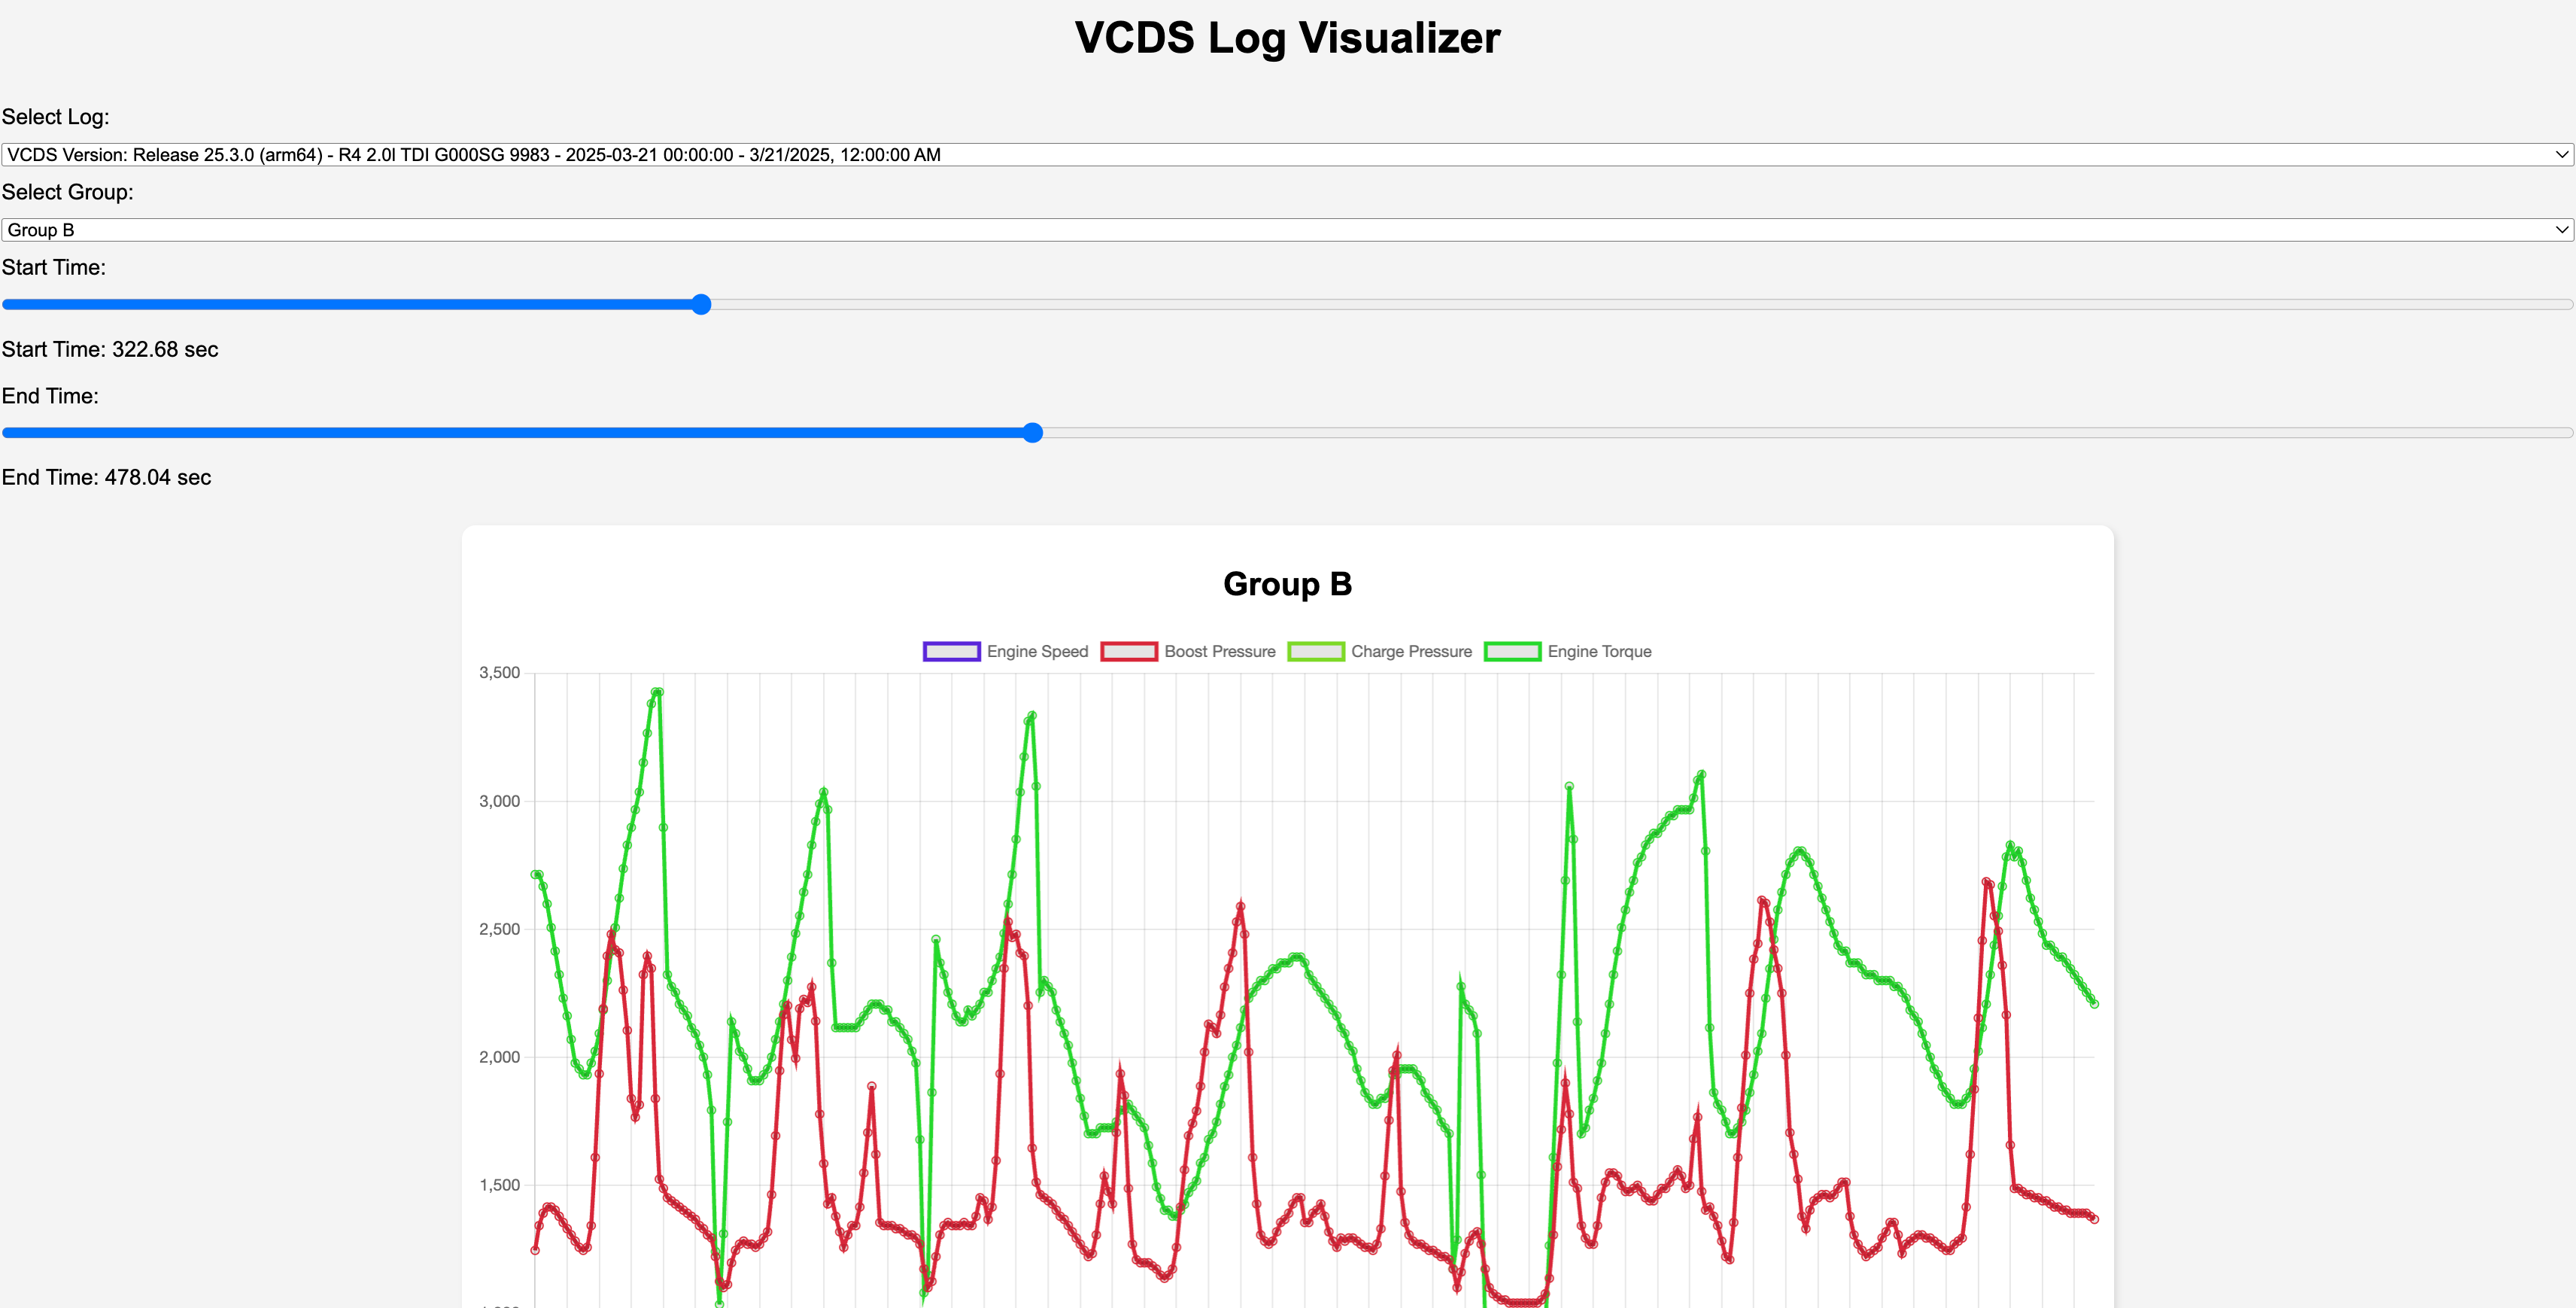 VCDS Log Visualizer
Select Log:
VCDS Version: Release 25.3.0 (arm64) - R4 2.0l TDI G000SG 9983 - 2025-03-21 00:00:00 - 3/21/2025, 12:00:00 AM
Select Group:
Group B
Start Time:
Start Time: 322.68 sec
End Time:
End Time: 478.04 sec
Group B
Engine Speed Boost Pressure Charge Pressure Engine Torque
3,500
3,000
2,500
2,000
1,500